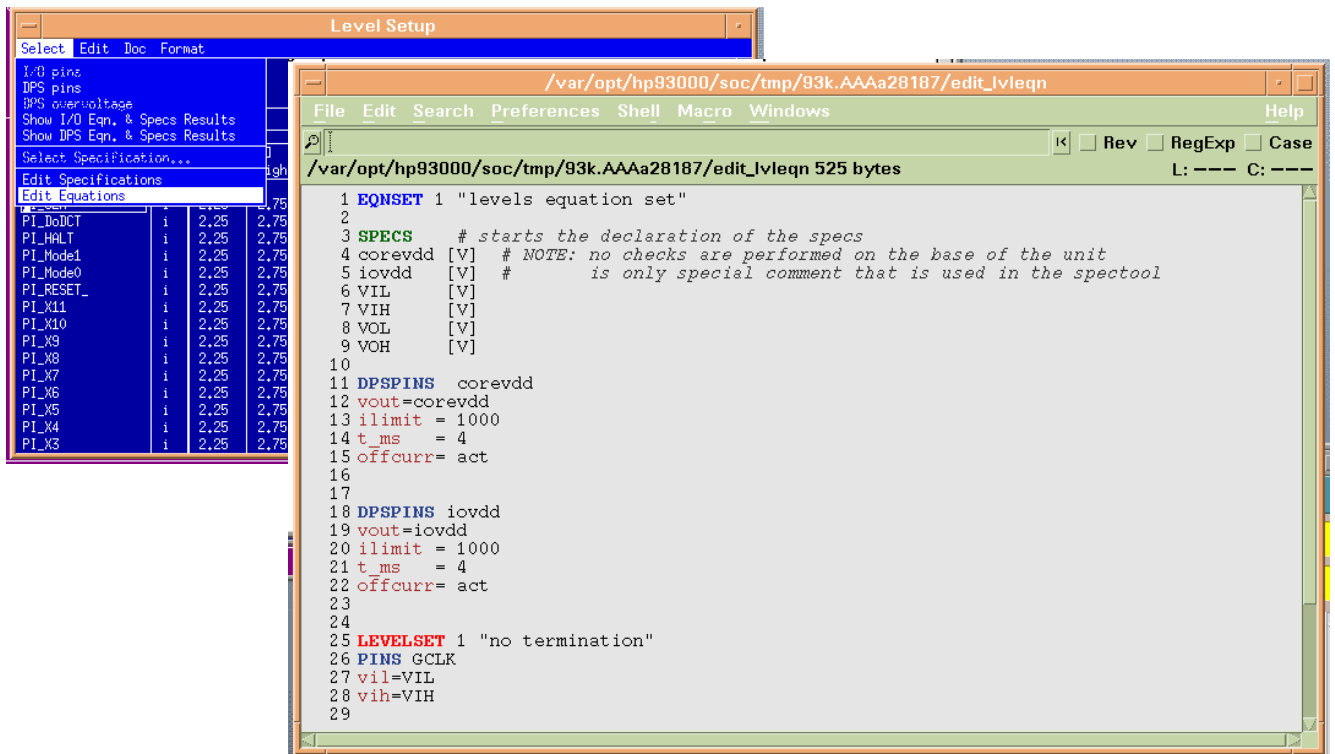 Level Setup
Select Edit Doc Format
I/O pins
DPS pins
DPS overvoltage
Show I/O Eqn. & Specs Results
Show DPS Eqn. & Specs Results
Select Specification...
Edit Specifications
Edit Equations
PI_DoDCT i 2.25 2.75
PI_HALT i 2.25 2.75
PI_Mode1 i 2.25 2.75
PI_Mode0 i 2.25 2.75
PI_RESET_ i 2.25 2.75
PI_X11 i 2.25 2.75
PI_X10 i 2.25 2.75
PI_X9 i 2.25 2.75
PI_X8 i 2.25 2.75
PI_X7 i 2.25 2.75
PI_X6 i 2.25 2.75
PI_X5 i 2.25 2.75
PI_X4 i 2.25 2.75
PI_X3 i 2.25 2.75
/var/opt/hp93000/soc/tmp/93k.AAAa28187/edit_lvleqn
File Edit Search Preferences Shell Macro Windows Help
Rev RegExp Case
/var/opt/hp93000/soc/tmp/93k.AAAa28187/edit_lvleqn 525 bytes L: --- C: ---
1 EQNSET 1 "levels equation set"
2
3 SPECS # starts the declaration of the specs
4 corevdd [V] # NOTE: no checks are performed on the base of the unit
5 iovdd [V] # is only special comment that is used in the spectool
6 VIL [V]
7 VIH [V]
8 VOL [V]
9 VOH [V]
10
11 DPSPINS corevdd
12 vout=corevdd
13 ilimit = 1000
14 t_ms = 4
15 offcurr= act
16
17
18 DPSPINS iovdd
19 vout=iovdd
20 ilimit = 1000
21 t_ms = 4
22 offcurr= act
23
24
25 LEVELSET 1 "no termination"
26 PINS GCLK
27 vil=VIL
28 vih=VIH
29